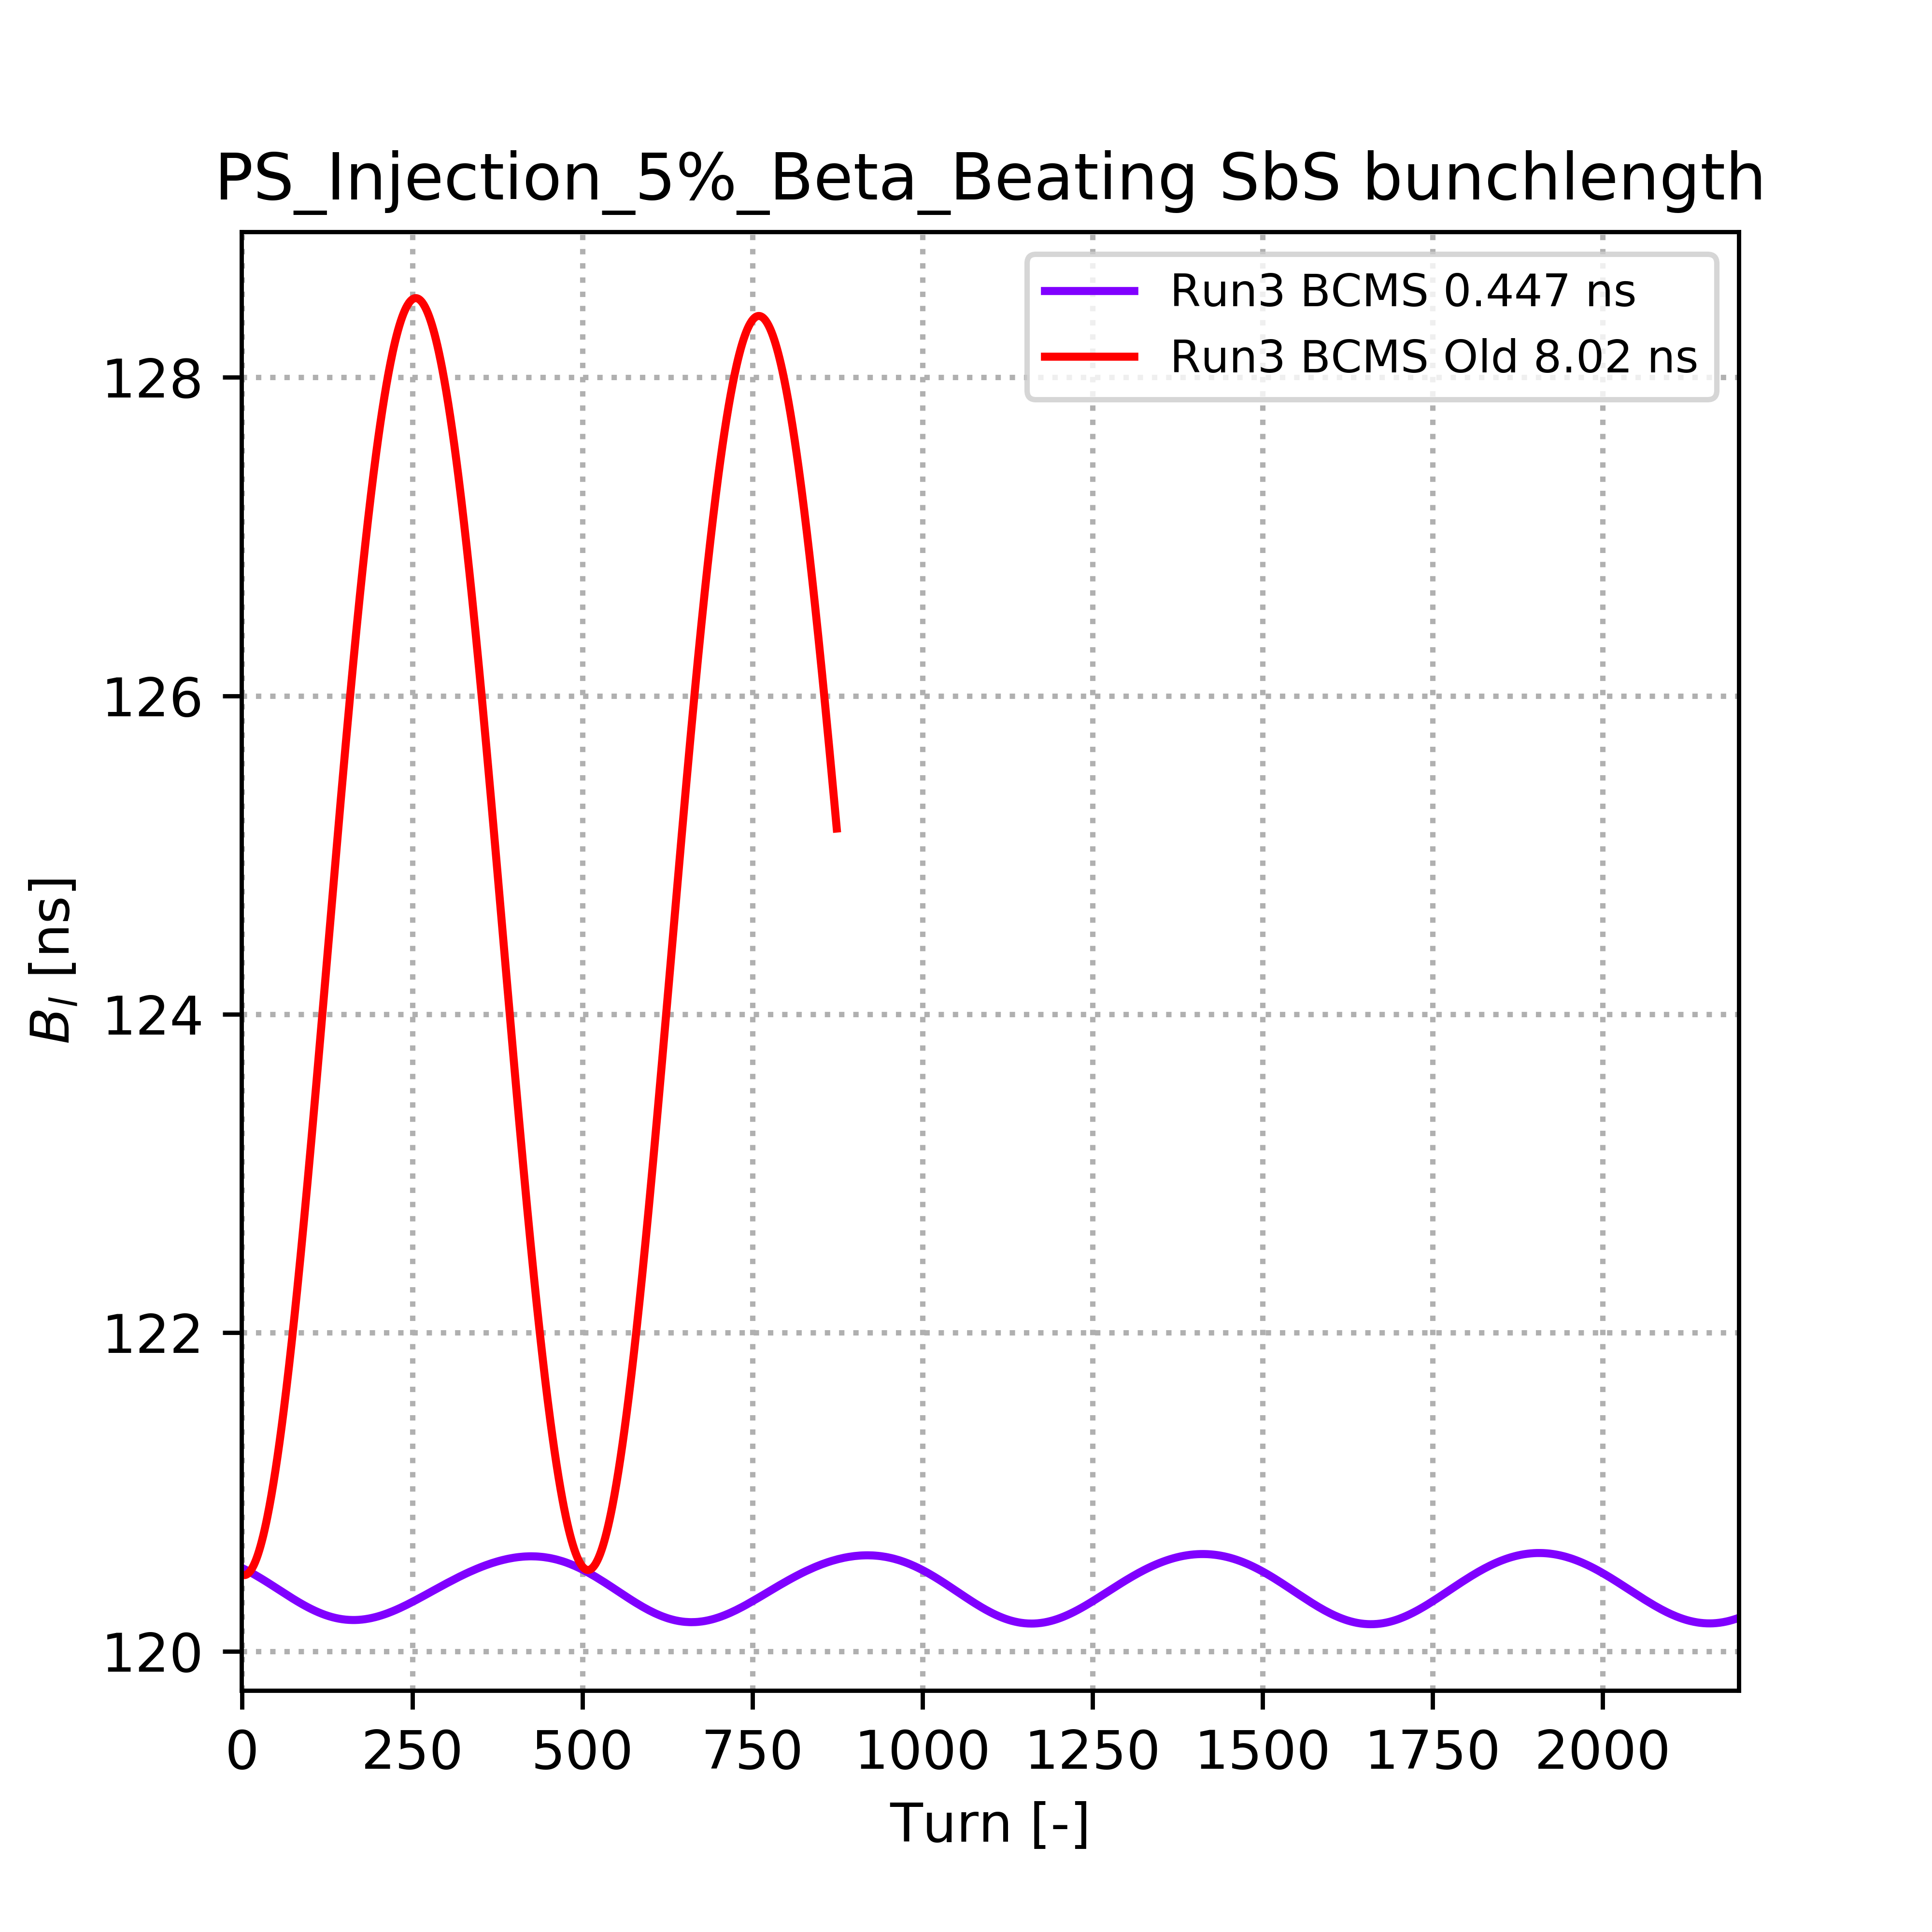 PS_Injection_5%_Beta_Beating SbS bunchlength
Run3 BCMS 0.447 ns
Run3 BCMS Old 8.02 ns
128
126
124
122
120
B_l [ns]
0 250 500 750 1000 1250 1500 1750 2000
Turn [-]